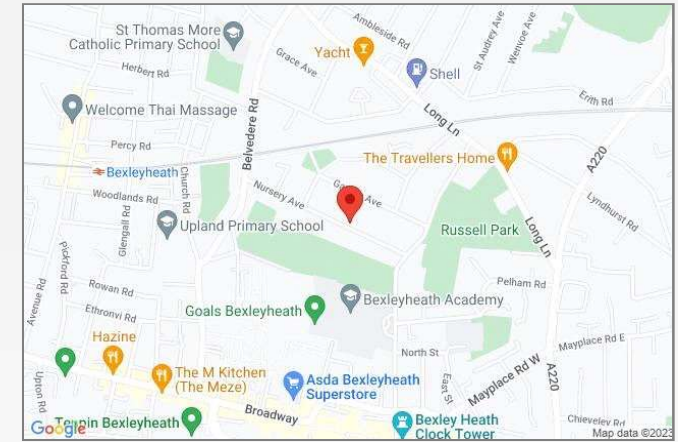 Ambleside Rd
St Thomas More
Catholic Primary School
Grace Ave
Yacht
St Audrey Ave
Wenvoe Ave
Herbert Rd
Shell
Welcome Thai Massage
Belvedere Rd
Long Ln
Erith Rd
Percy Rd
The Travellers Home
A220
Bexleyheath
Church Rd
Woodlands Rd
Nursery Ave
Lyndhurst Rd
Glengall Rd
Upland Primary School
Russell Park
Long Ln
Pickford Rd
Avenue Rd
Rowan Rd
Pelham Rd
Bexleyheath Academy
Ethronvi Rd
Goals Bexleyheath
Hazine
North St
Mayplace Rd E
The M Kitchen
(The Meze)
Asda Bexleyheath
Superstore
East St
Mayplace Rd W
A220
Upton Rd
Broadway
Bexleyheath
Bexley Heath
Clock Tower
Chieveley Rd
Google
Map data ©2023